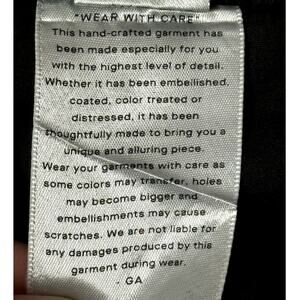 "WEAR WITH CARE"
This hand-crafted garment has
been made especially for you
with the highest level of detail.
Whether it has been embellished,
coated, color treated or
distressed, it has been
thoughtfully made to bring you a
unique and alluring piece.
Wear your garments with care as
some colors may transfer, holes
may become bigger and
embellishments may cause
scratches. We are not liable for
any damages produced by this
garment during wear.
- GA